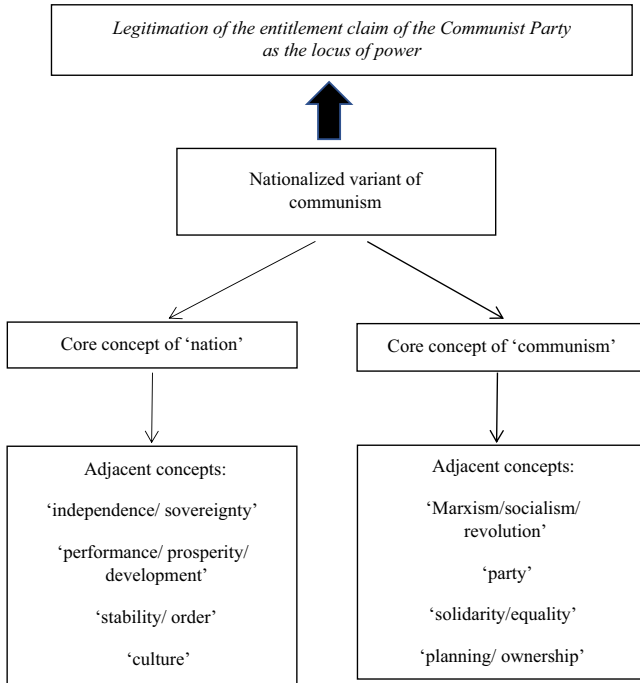 Legitimation of the entitlement claim of the Communist Party
as the locus of power
Nationalized variant of
communism
Core concept of ‘nation’
Core concept of ‘communism’
Adjacent concepts:
‘independence/ sovereignty’
‘performance/ prosperity/
development’
‘stability/ order’
‘culture’
Adjacent concepts:
‘Marxism/socialism/
revolution’
‘party’
‘solidarity/equality’
‘planning/ ownership’